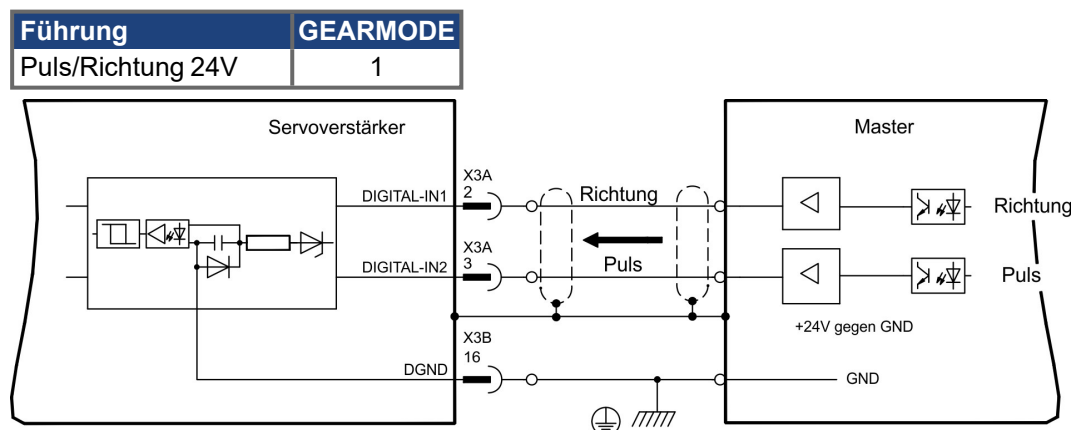 Führung GEARMODE
Puls/Richtung 24V 1
Servoverstärker
Master
DIGITAL-IN1
X3A
2
Richtung
Richtung
DIGITAL-IN2
X3A
3
Puls
Puls
+24V gegen GND
X3B
16
DGND
GND